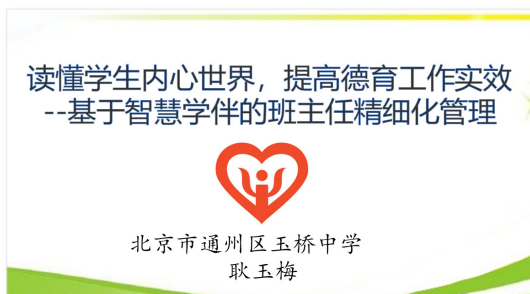 读懂学生内心世界，提高德育工作实效
--基于智慧学伴的班主任精细化管理
北京市通州区玉桥中学
耿玉梅